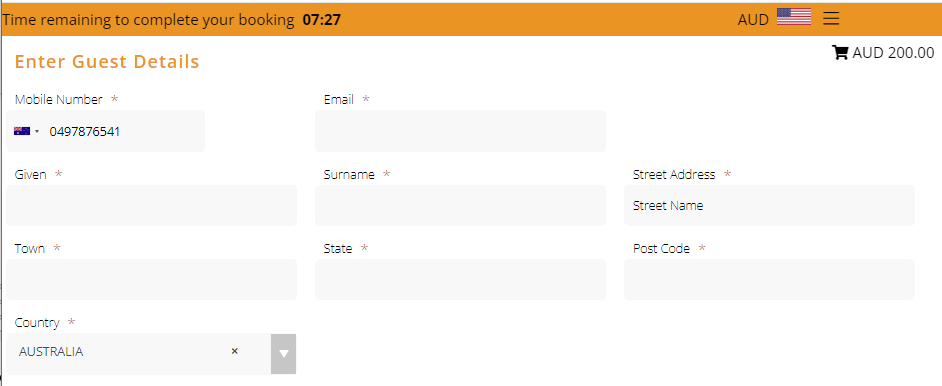 Time remaining to complete your booking 07:27 AUD
AUD 200.00
Enter Guest Details
Mobile Number * Email *
0497876541
Given * Surname * Street Address *
Street Name
Town * State * Post Code *
Country *
AUSTRALIA ×